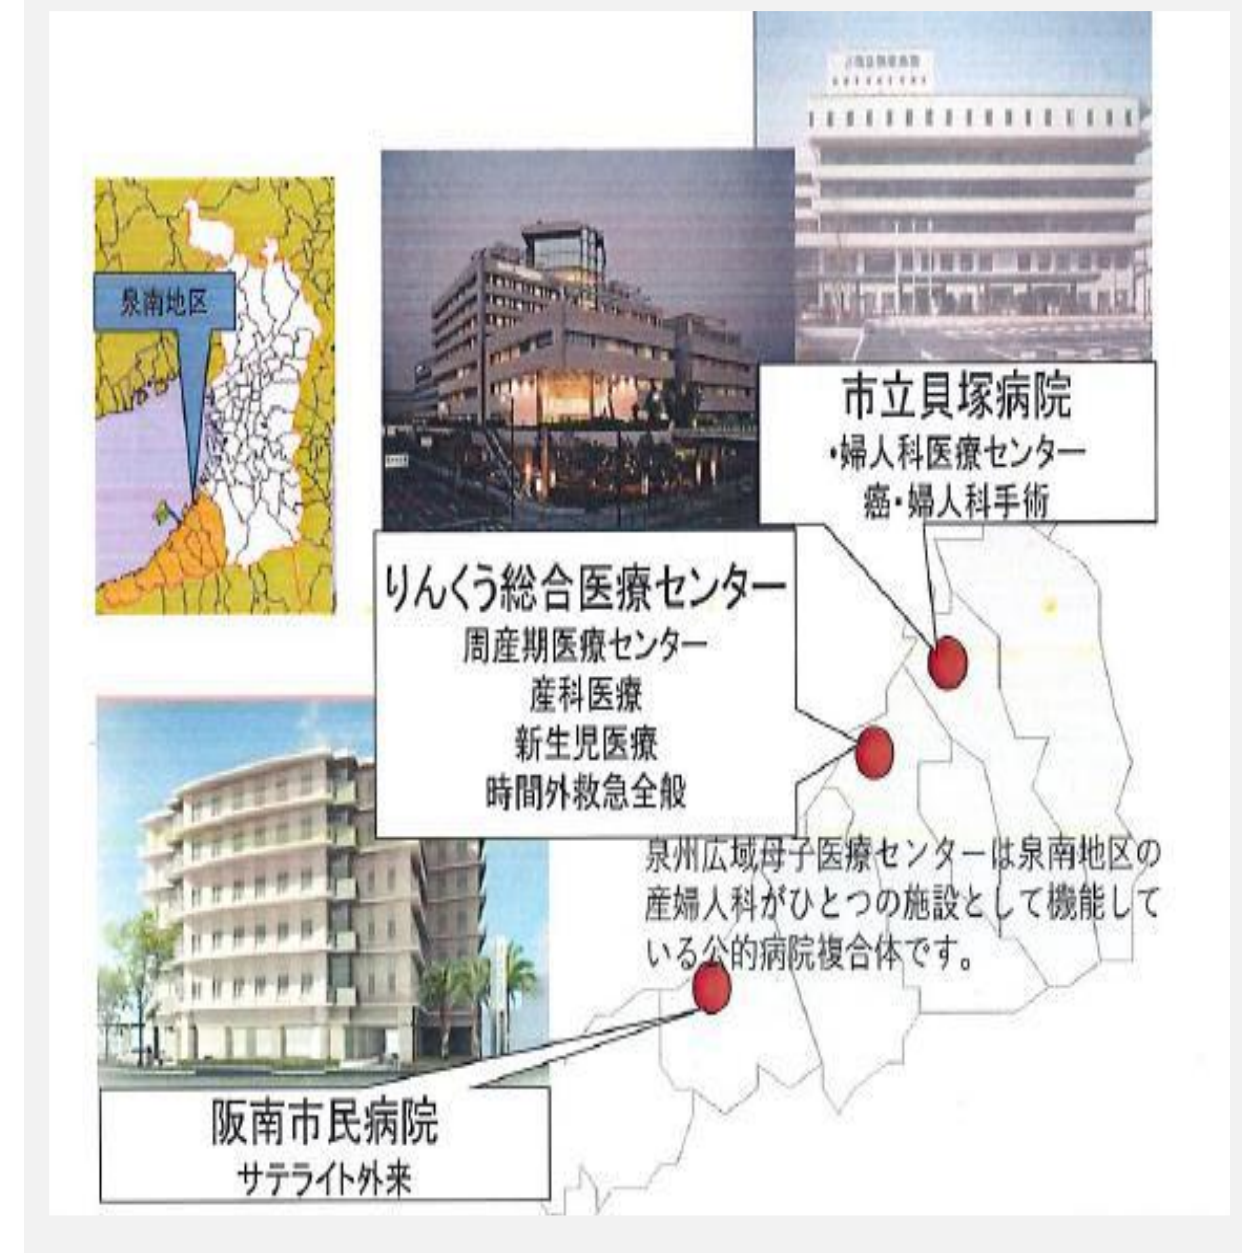 泉南地区
市立貝塚病院
・婦人科医療センター
癌・婦人科手術
りんくう総合医療センター
周産期医療センター
産科医療
新生児医療
時間外救急全般
泉州広域母子医療センターは泉南地区の
産婦人科がひとつの施設として機能して
いる公的病院複合体です。
阪南市民病院
サテライト外来